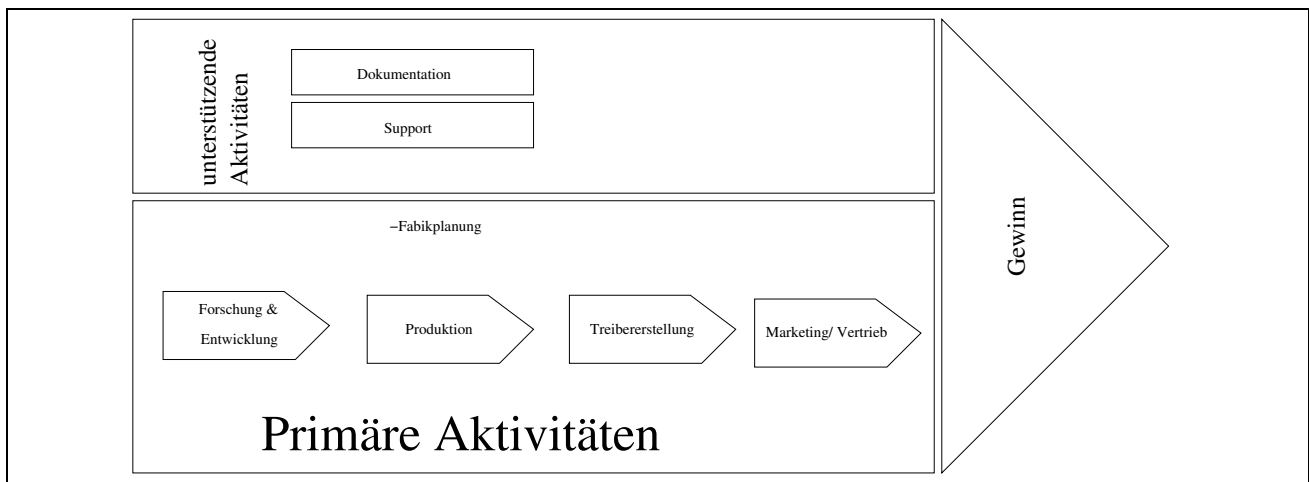 unterstützende
Aktivitäten
Dokumentation
Support
−Fabikplanung
Forschung &
Entwicklung
Produktion
Treibererstellung
Marketing/ Vertrieb
Primäre Aktivitäten
Gewinn